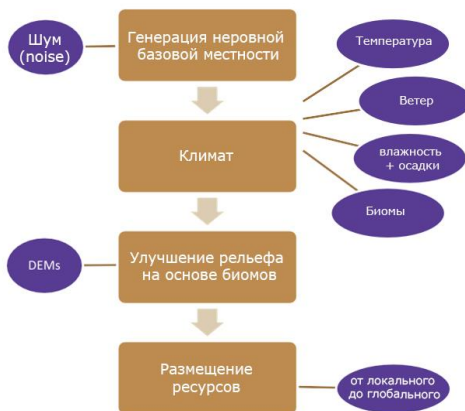 Шум
(noise)
Генерация неровной
базовой местности
Температура
Ветер
Климат
влажность
+ осадки
Биомы
DEMs
Улучшение рельефа
на основе биомов
Размещение
ресурсов
от локального
до глобального